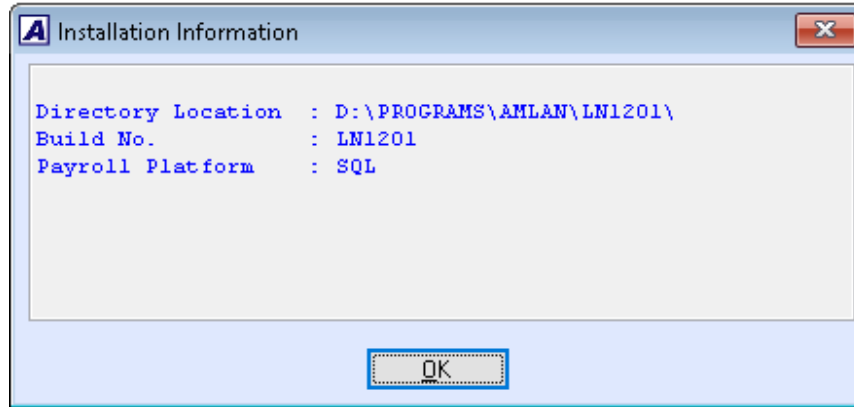 A Installation Information
Directory Location : D:\PROGRAMS\AMLAN\LN1201\
Build No. : LN1201
Payroll Platform : SQL
OK